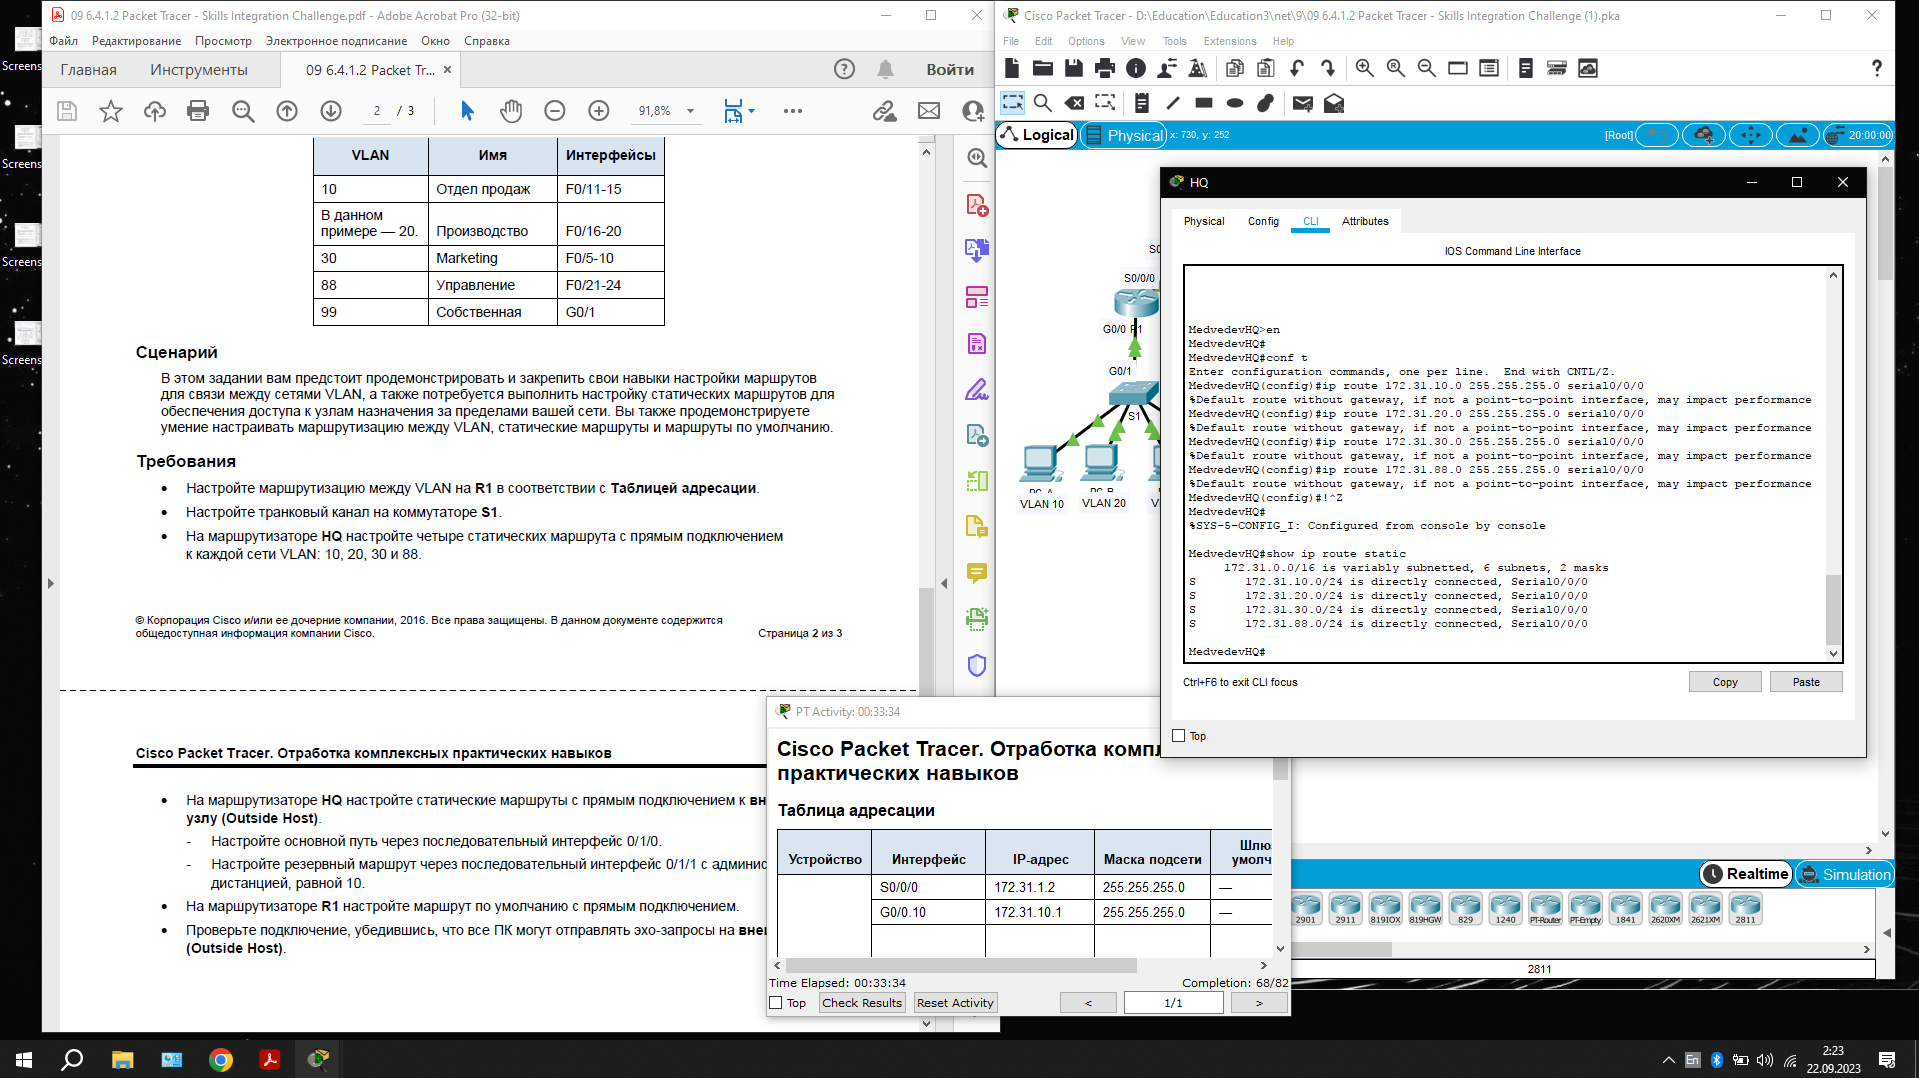 09 6.4.1.2 Packet Tracer - Skills Integration Challenge.pdf - Adobe Acrobat Pro (32-bit)
Файл Редактирование Просмотр Электронное подписание Окно Справка
Главная Инструменты 09 6.4.1.2 Packet Tr... × Войти
2 / 3 91,8%
VLAN Имя Интерфейсы
10 Отдел продаж F0/11-15
В данном
примере — 20. Производство F0/16-20
30 Marketing F0/5-10
88 Управление F0/21-24
99 Собственная G0/1
Сценарий
В этом задании вам предстоит продемонстрировать и закрепить свои навыки настройки маршрутов
для связи между сетями VLAN, а также потребуется выполнить настройку статических маршрутов для
обеспечения доступа к узлам назначения за пределами вашей сети. Вы также продемонстрируете
умение настраивать маршрутизацию между VLAN, статические маршруты и маршруты по умолчанию.
Требования
• Настройте маршрутизацию между VLAN на R1 в соответствии с Таблицей адресации.
• Настройте транковый канал на коммутаторе S1.
• На маршрутизаторе HQ настройте четыре статических маршрута с прямым подключением
к каждой сети VLAN: 10, 20, 30 и 88.
© Корпорация Cisco и/или ее дочерние компании, 2016. Все права защищены. В данном документе содержится
общедоступная информация компании Cisco. Страница 2 из 3
Cisco Packet Tracer. Отработка комплексных практических навыков
• На маршрутизаторе HQ настройте статические маршруты с прямым подключением к вн
узлу (Outside Host).
- Настройте основной путь через последовательный интерфейс 0/1/0.
- Настройте резервный маршрут через последовательный интерфейс 0/1/1 с админис
дистанцией, равной 10.
• На маршрутизаторе R1 настройте маршрут по умолчанию с прямым подключением.
• Проверьте подключение, убедившись, что все ПК могут отправлять эхо-запросы на вне
(Outside Host).
Screens
Screens
Screens
Screens
Cisco Packet Tracer - D:\Education\Education3\net\9\09 6.4.1.2 Packet Tracer - Skills Integration Challenge (1).pka
File Edit Options View Tools Extensions Help
Logical Physical x: 730, y: 252 [Root] 20:00:00
S0
S0/0/0
G0/0 R1
G0/1
S1
PC-A PC-B
VLAN 10 VLAN 20 VL
HQ
Physical Config CLI Attributes
IOS Command Line Interface
MedvedevHQ>en
MedvedevHQ#
MedvedevHQ#conf t
Enter configuration commands, one per line. End with CNTL/Z.
MedvedevHQ(config)#ip route 172.31.10.0 255.255.255.0 serial0/0/0
%Default route without gateway, if not a point-to-point interface, may impact performance
MedvedevHQ(config)#ip route 172.31.20.0 255.255.255.0 serial0/0/0
%Default route without gateway, if not a point-to-point interface, may impact performance
MedvedevHQ(config)#ip route 172.31.30.0 255.255.255.0 serial0/0/0
%Default route without gateway, if not a point-to-point interface, may impact performance
MedvedevHQ(config)#ip route 172.31.88.0 255.255.255.0 serial0/0/0
%Default route without gateway, if not a point-to-point interface, may impact performance
MedvedevHQ(config)#!^Z
MedvedevHQ#
%SYS-5-CONFIG_I: Configured from console by console
MedvedevHQ#show ip route static
172.31.0.0/16 is variably subnetted, 6 subnets, 2 masks
S 172.31.10.0/24 is directly connected, Serial0/0/0
S 172.31.20.0/24 is directly connected, Serial0/0/0
S 172.31.30.0/24 is directly connected, Serial0/0/0
S 172.31.88.0/24 is directly connected, Serial0/0/0
MedvedevHQ#
Ctrl+F6 to exit CLI focus Copy Paste
Top
PT Activity: 00:33:34
Cisco Packet Tracer. Отработка компл
практических навыков
Таблица адресации
Устройство Интерфейс IP-адрес Маска подсети Шлю
умолч
S0/0/0 172.31.1.2 255.255.255.0 —
G0/0.10 172.31.10.1 255.255.255.0 —
Time Elapsed: 00:33:34 Completion: 68/82
Top Check Results Reset Activity < 1/1 >
Realtime Simulation
2901 2911 819IOX 819HGW 829 1240 PT-Router PT-Empty 1841 2620XM 2621XM 2811
2811
En 2:23
22.09.2023